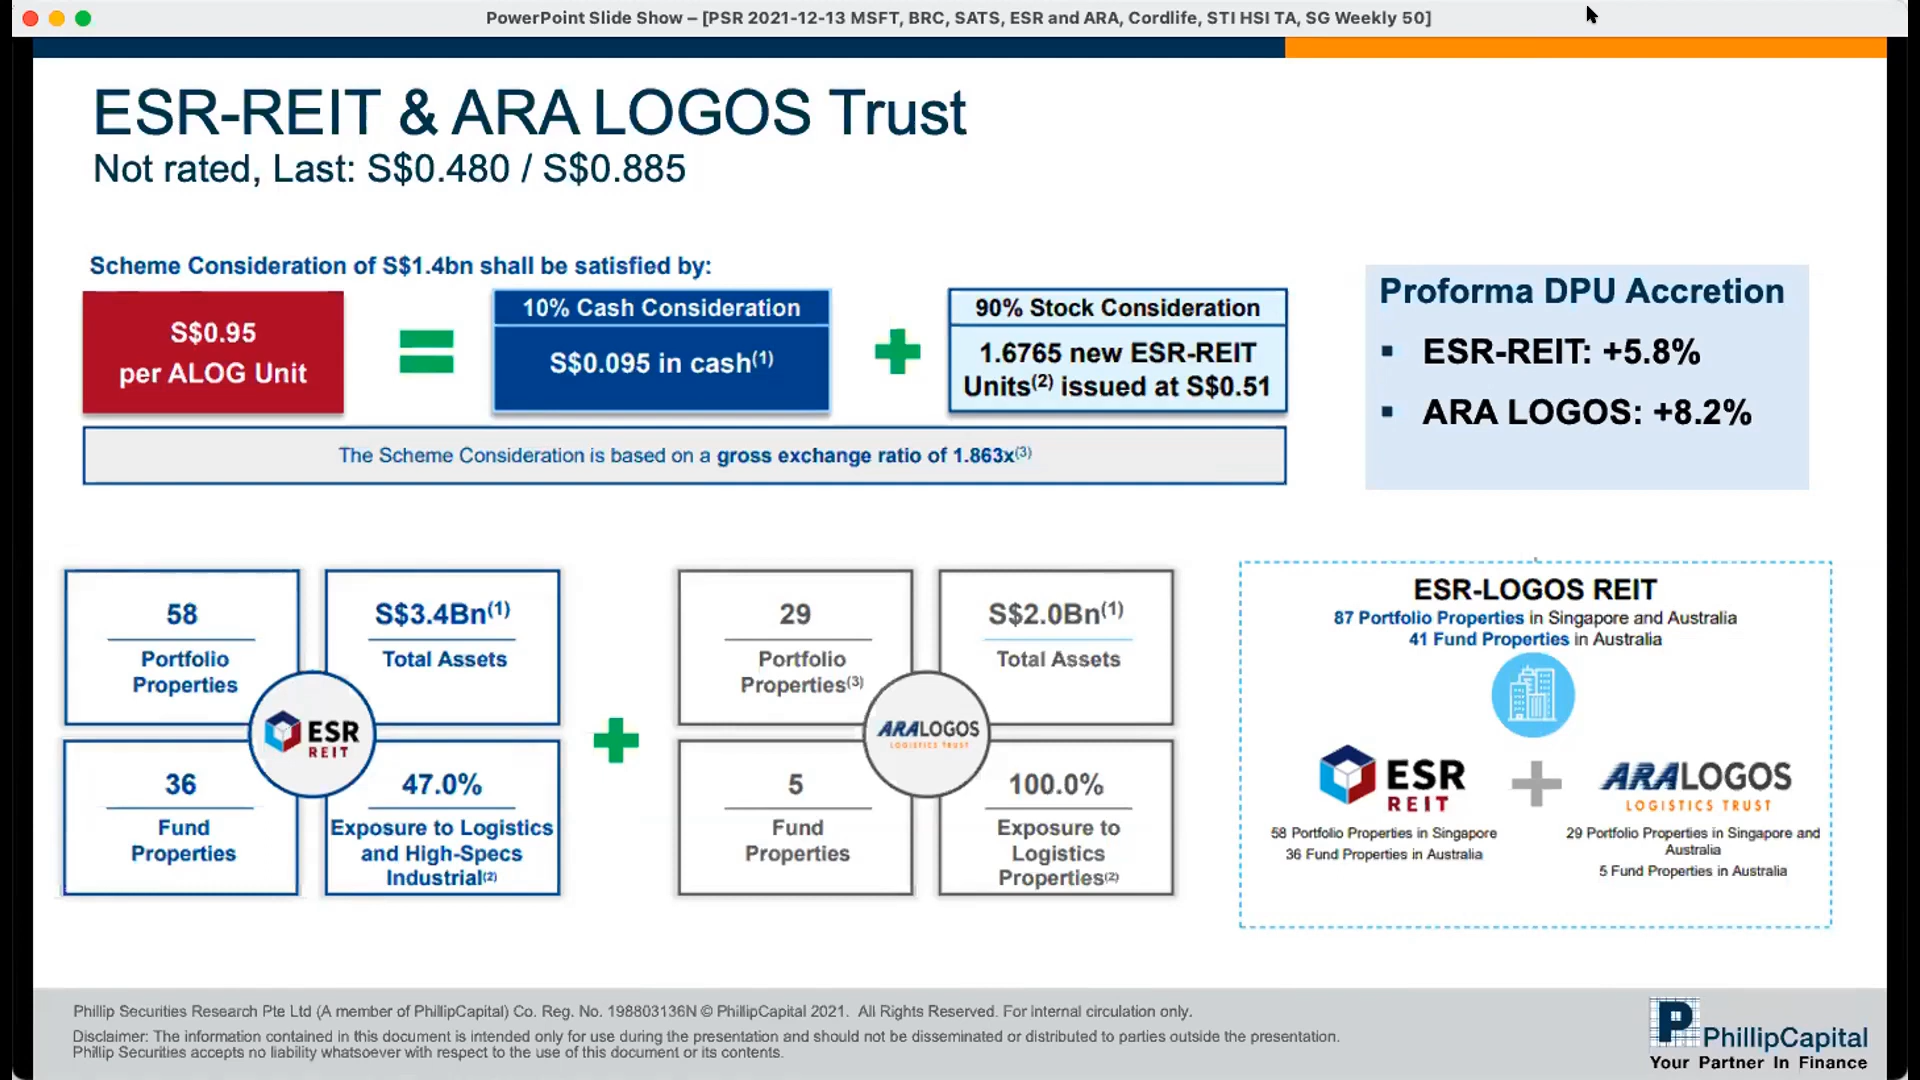 PowerPoint Slide Show – [PSR 2021-12-13 MSFT, BRC, SATS, ESR and ARA, Cordlife, STI HSI TA, SG Weekly 50]
ESR-REIT & ARA LOGOS Trust
Not rated, Last: S$0.480 / S$0.885
Scheme Consideration of S$1.4bn shall be satisfied by:
S$0.95
per ALOG Unit
10% Cash Consideration
S$0.095 in cash(1)
90% Stock Consideration
1.6765 new ESR-REIT
Units(2) issued at S$0.51
The Scheme Consideration is based on a gross exchange ratio of 1.863x(3)
Proforma DPU Accretion
▪ ESR-REIT: +5.8%
▪ ARA LOGOS: +8.2%
58
Portfolio
Properties
S$3.4Bn(1)
Total Assets
ESR
REIT
36
Fund
Properties
47.0%
Exposure to Logistics
and High-Specs
Industrial(2)
29
Portfolio
Properties(3)
S$2.0Bn(1)
Total Assets
ARALOGOS
LOGISTICS TRUST
5
Fund
Properties
100.0%
Exposure to
Logistics
Properties(2)
ESR-LOGOS REIT
87 Portfolio Properties in Singapore and Australia
41 Fund Properties in Australia
ESR
REIT
58 Portfolio Properties in Singapore
36 Fund Properties in Australia
ARALOGOS
LOGISTICS TRUST
29 Portfolio Properties in Singapore and
Australia
5 Fund Properties in Australia
Phillip Securities Research Pte Ltd (A member of PhillipCapital) Co. Reg. No. 198803136N © PhillipCapital 2021. All Rights Reserved. For internal circulation only.
Disclaimer: The information contained in this document is intended only for use during the presentation and should not be disseminated or distributed to parties outside the presentation.
Phillip Securities accepts no liability whatsoever with respect to the use of this document or its contents.
PhillipCapital
Your Partner In Finance